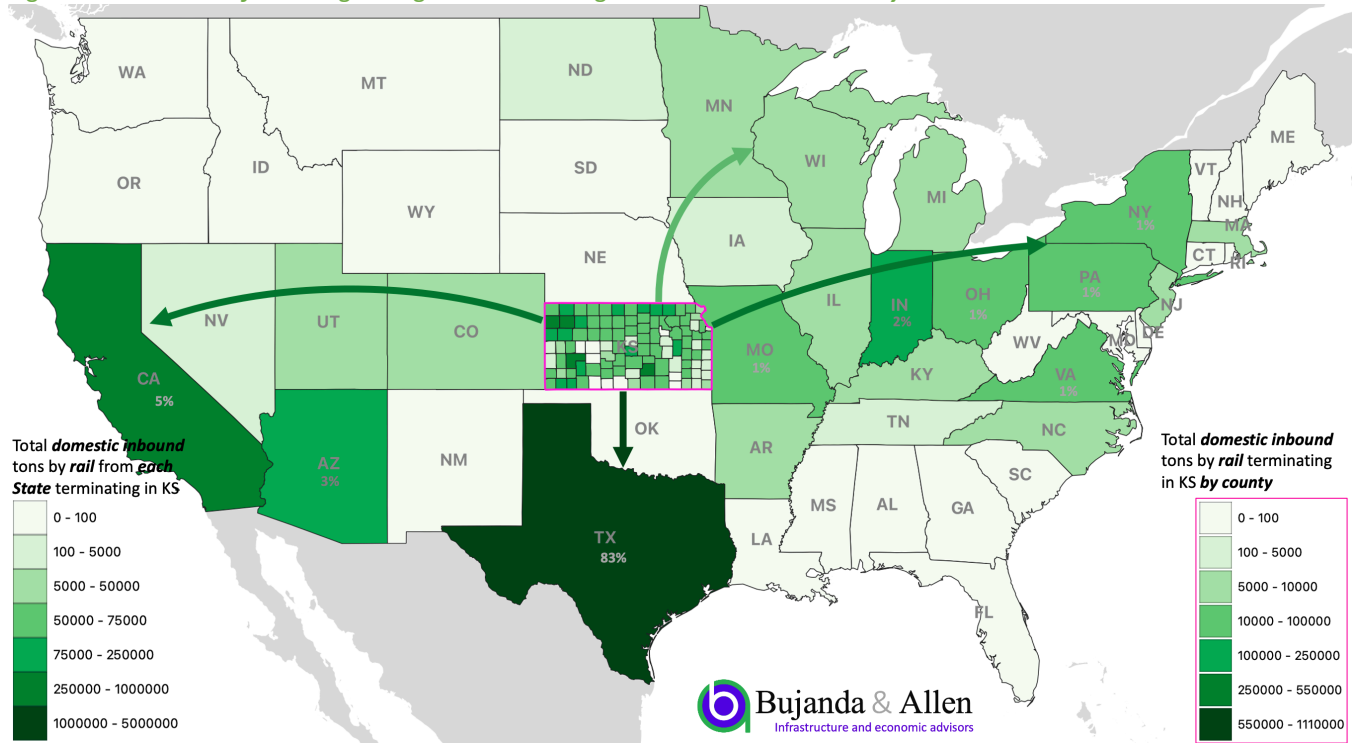 WA
MT
ND
MN
ME
OR
ID
SD
WI
VT
WY
MI
NH
NY
1%
MA
NE
IA
CT
RI
PA
1%
NV
UT
CO
IL
IN
2%
OH
1%
NJ
DE
MD
KS
MO
1%
WV
CA
5%
KY
VA
1%
OK
TN
NC
AZ
3%
NM
AR
SC
MS
AL
GA
TX
83%
LA
FL
Total domestic inbound
tons by rail from each
State terminating in KS
0 - 100
100 - 5000
5000 - 50000
50000 - 75000
75000 - 250000
250000 - 1000000
1000000 - 5000000
Total domestic inbound
tons by rail terminating
in KS by county
0 - 100
100 - 5000
5000 - 10000
10000 - 100000
100000 - 250000
250000 - 550000
550000 - 1110000
Bujanda & Allen
Infrastructure and economic advisors